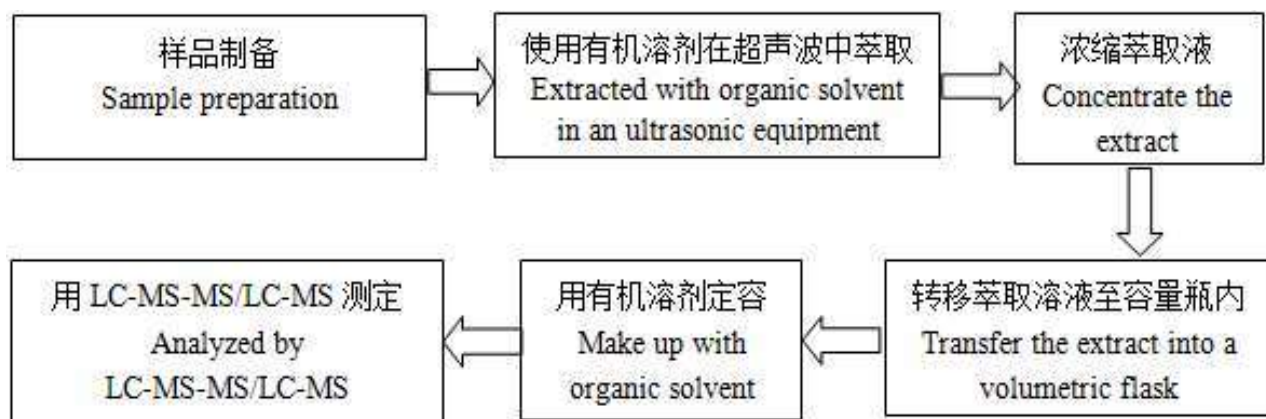 样品制备
Sample preparation
使用有机溶剂在超声波中萃取
Extracted with organic solvent
in an ultrasonic equipment
浓缩萃取液
Concentrate the
extract
转移萃取溶液至容量瓶内
Transfer the extract into a
volumetric flask
用有机溶剂定容
Make up with
organic solvent
用 LC-MS-MS/LC-MS 测定
Analyzed by
LC-MS-MS/LC-MS